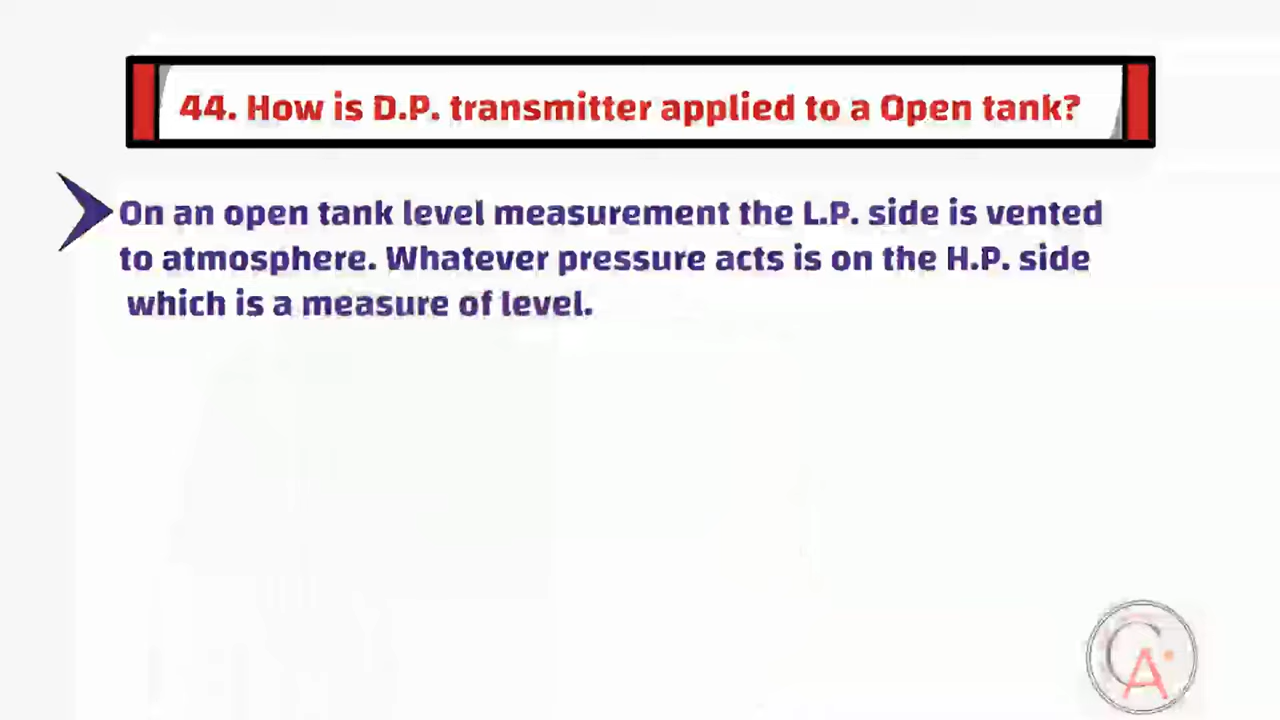 44. How is D.P. transmitter applied to a Open tank?
On an open tank level measurement the L.P. side is vented
to atmosphere. Whatever pressure acts is on the H.P. side
which is a measure of level.
CA